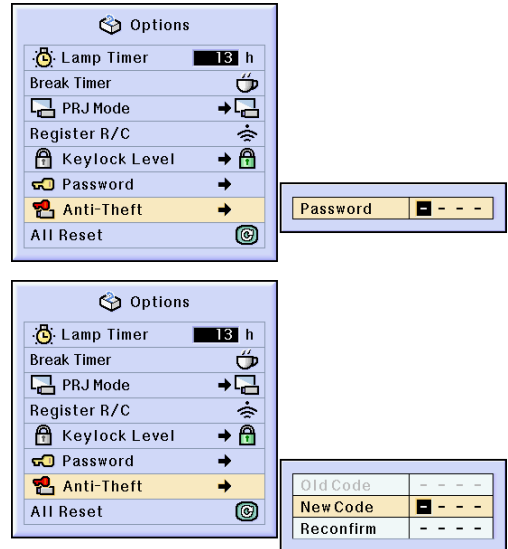 Options
Lamp Timer 13 h
Break Timer
PRJ Mode
Register R/C
Keylock Level
Password
Anti-Theft
All Reset
Password - - - -
Options
Lamp Timer 13 h
Break Timer
PRJ Mode
Register R/C
Keylock Level
Password
Anti-Theft
All Reset
Old Code - - - -
New Code - - - -
Reconfirm - - - -